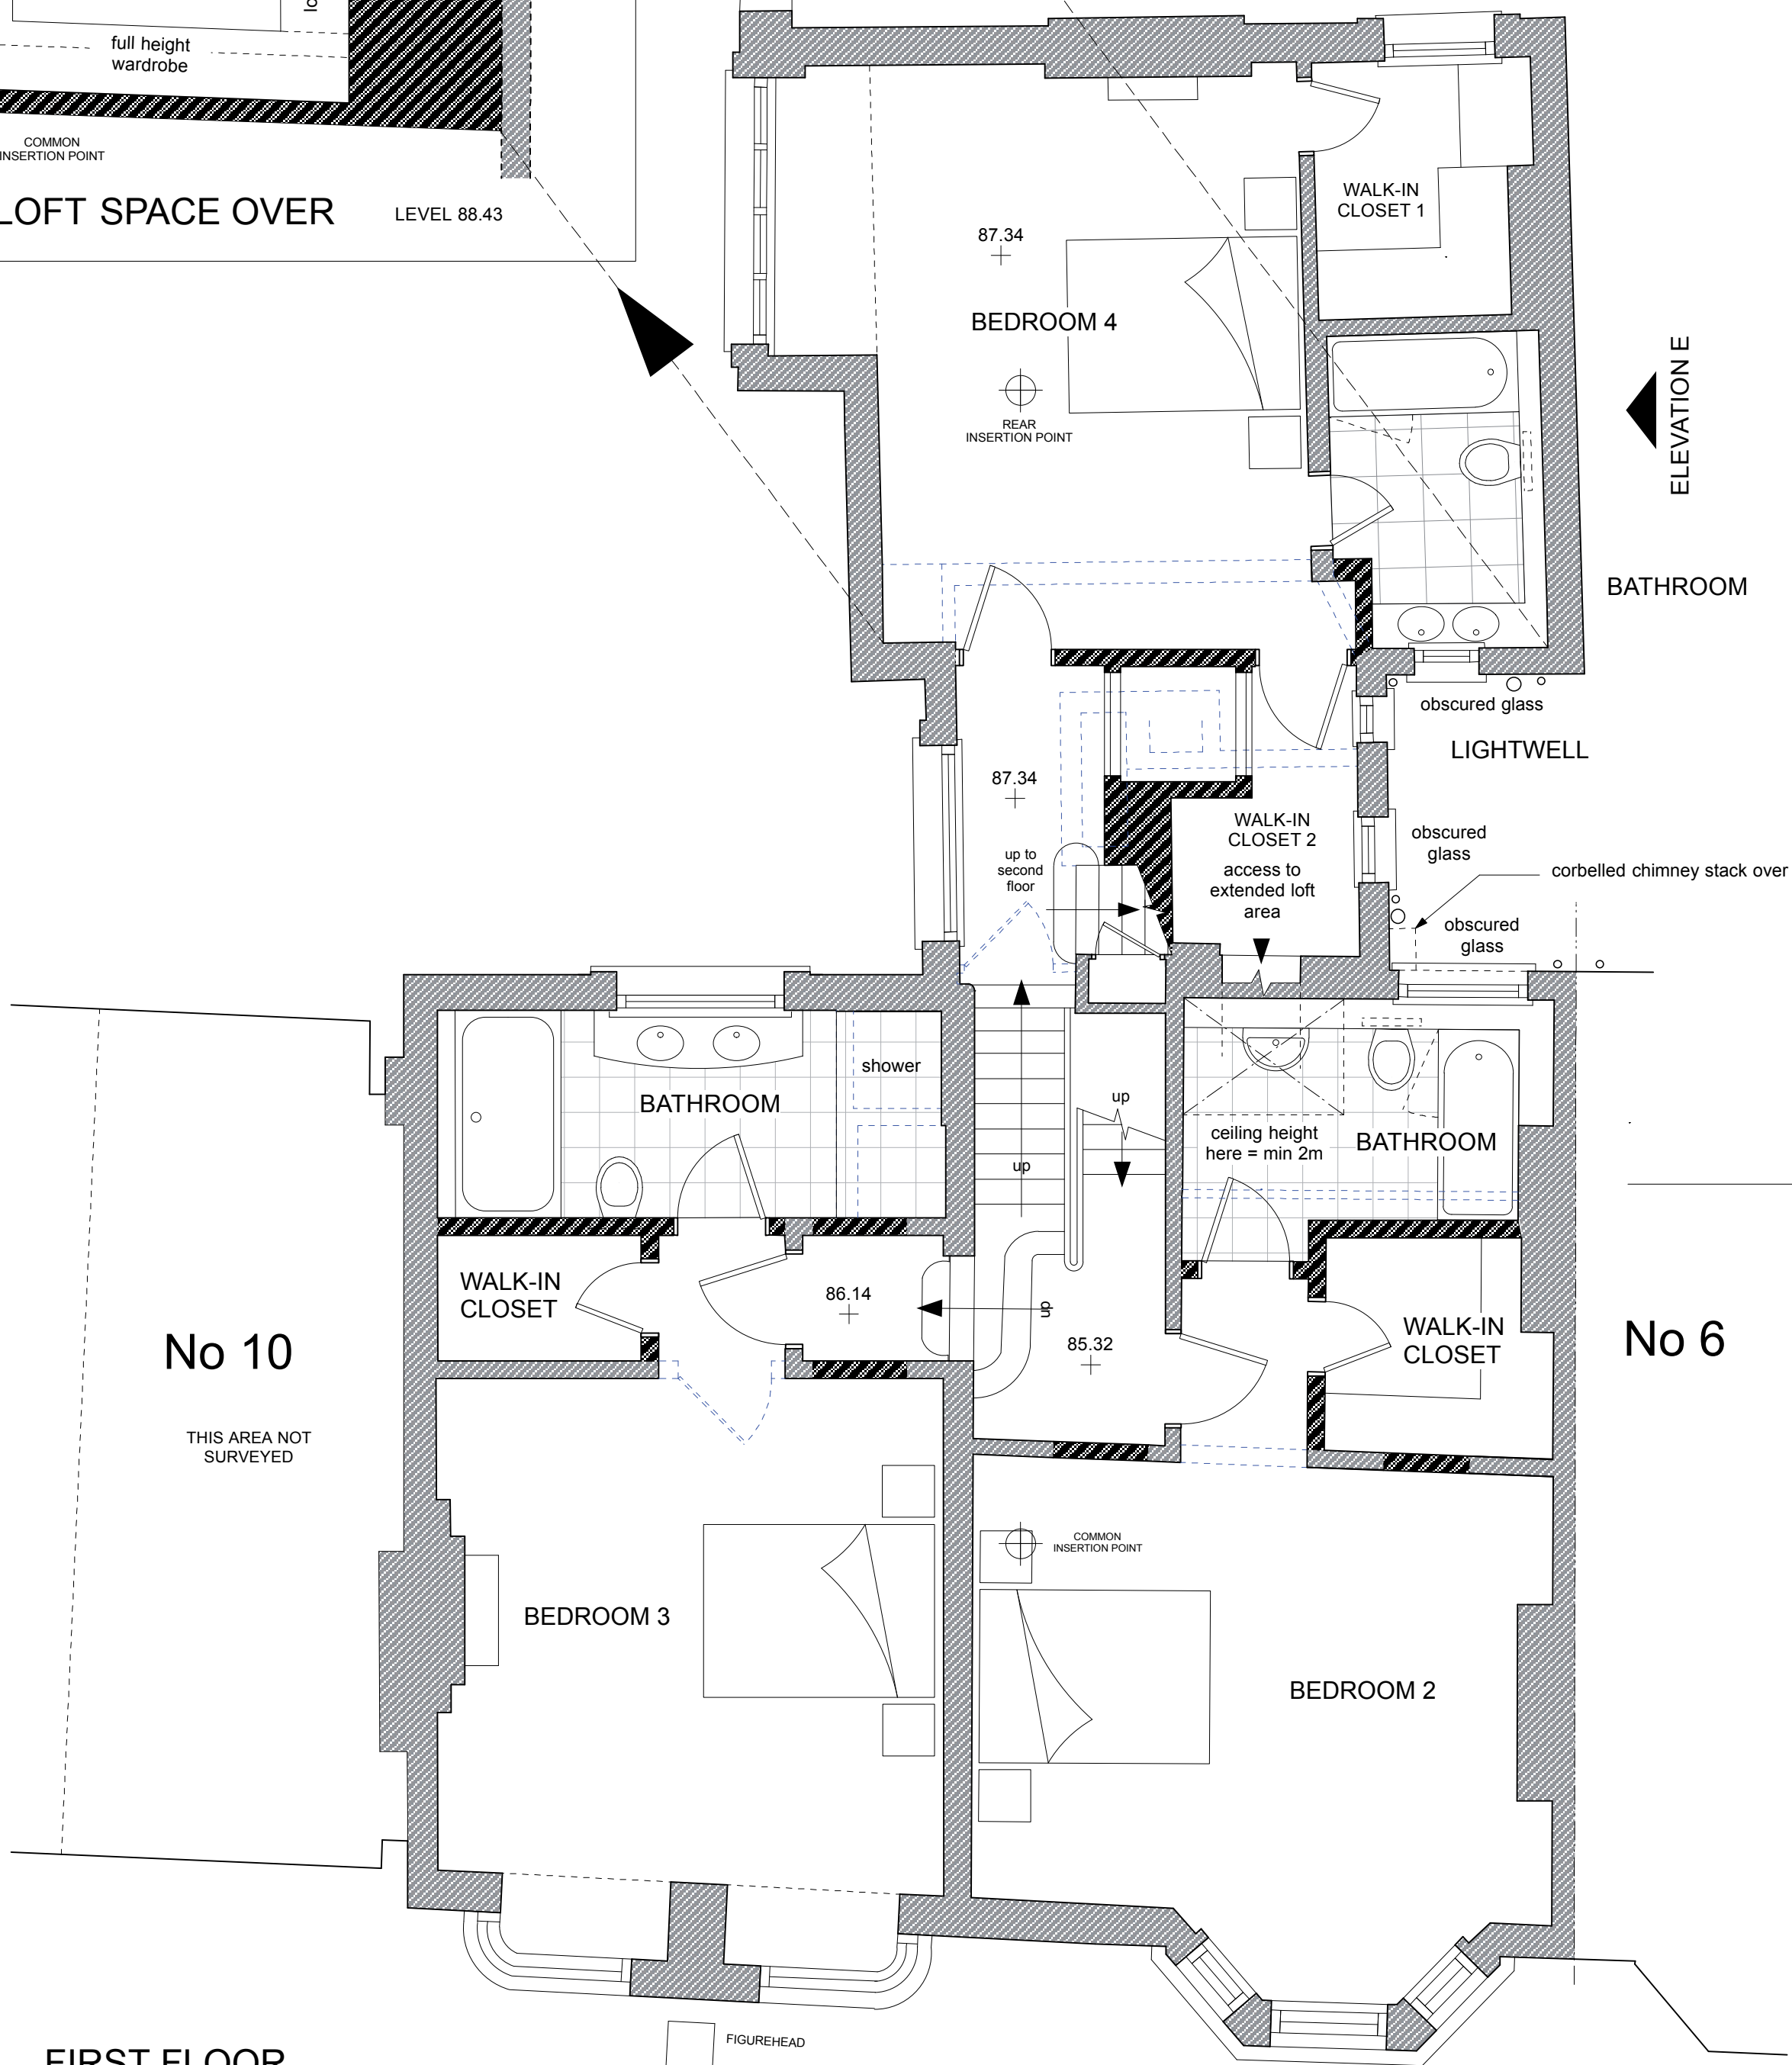 full height
wardrobe
COMMON
INSERTION POINT
LOFT SPACE OVER
LEVEL 88.43
WALK-IN
CLOSET 1
87.34
BEDROOM 4
REAR
INSERTION POINT
ELEVATION E
BATHROOM
obscured glass
LIGHTWELL
87.34
WALK-IN
CLOSET 2
obscured
glass
up to
second
floor
access to
extended loft
area
corbelled chimney stack over
obscured
glass
shower
BATHROOM
up
up
ceiling height
here = min 2m
BATHROOM
WALK-IN
CLOSET
86.14
up
85.32
WALK-IN
CLOSET
No 10
No 6
THIS AREA NOT
SURVEYED
COMMON
INSERTION POINT
BEDROOM 3
BEDROOM 2
FIGUREHEAD
FIRST FLOOR